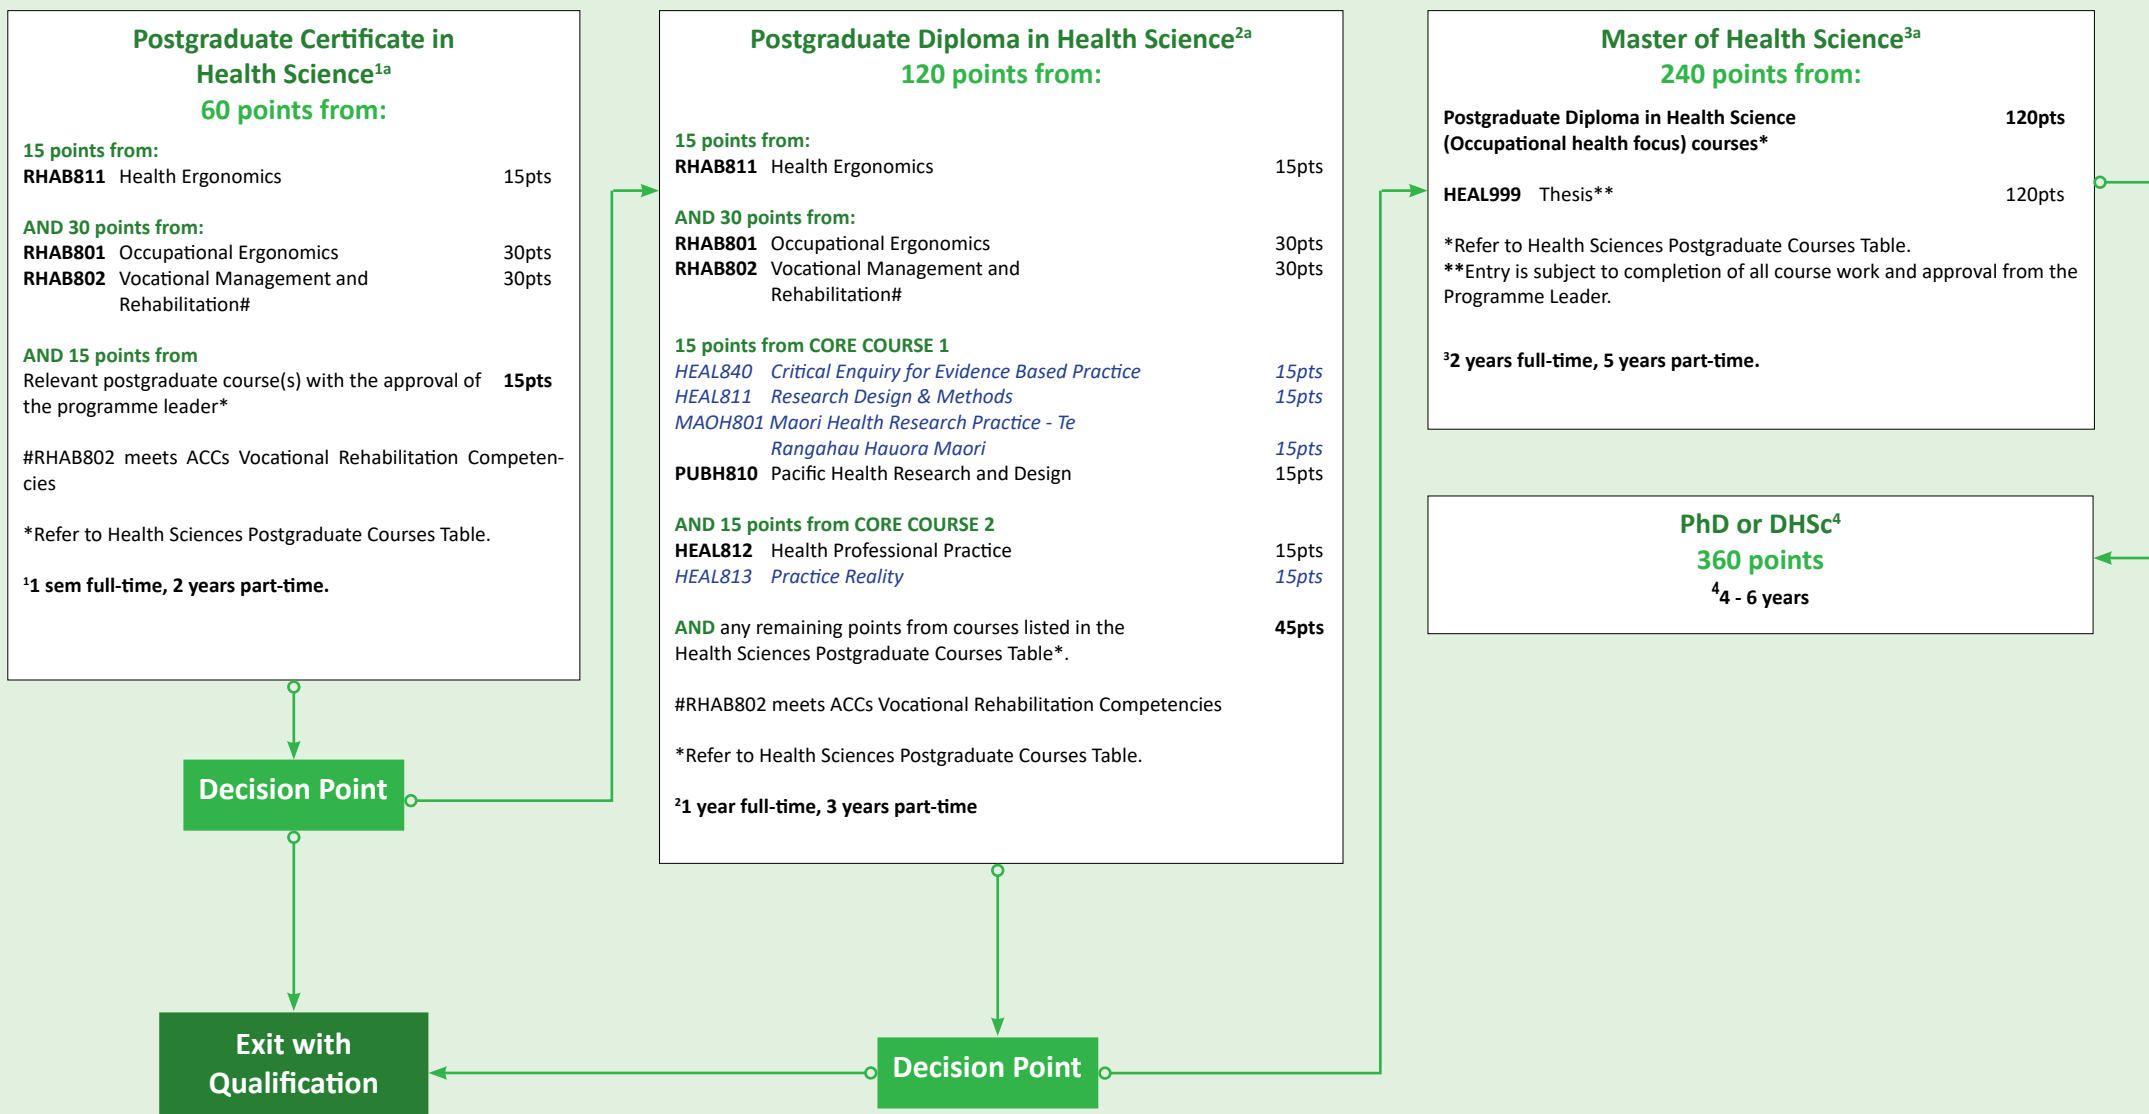 Postgraduate Certificate in
Health Science1a
60 points from:
15 points from:
RHAB811 Health Ergonomics 15pts
AND 30 points from:
RHAB801 Occupational Ergonomics 30pts
RHAB802 Vocational Management and 30pts
Rehabilitation#
AND 15 points from
Relevant postgraduate course(s) with the approval of 15pts
the programme leader*
#RHAB802 meets ACCs Vocational Rehabilitation Competen-
cies
*Refer to Health Sciences Postgraduate Courses Table.
11 sem full-time, 2 years part-time.
Decision Point
Exit with
Qualification
Postgraduate Diploma in Health Science2a
120 points from:
15 points from:
RHAB811 Health Ergonomics 15pts
AND 30 points from:
RHAB801 Occupational Ergonomics 30pts
RHAB802 Vocational Management and 30pts
Rehabilitation#
15 points from CORE COURSE 1
HEAL840 Critical Enquiry for Evidence Based Practice 15pts
HEAL811 Research Design & Methods 15pts
MAOH801 Maori Health Research Practice - Te
Rangahau Hauora Maori 15pts
PUBH810 Pacific Health Research and Design 15pts
AND 15 points from CORE COURSE 2
HEAL812 Health Professional Practice 15pts
HEAL813 Practice Reality 15pts
AND any remaining points from courses listed in the 45pts
Health Sciences Postgraduate Courses Table*.
#RHAB802 meets ACCs Vocational Rehabilitation Competencies
*Refer to Health Sciences Postgraduate Courses Table.
21 year full-time, 3 years part-time
Decision Point
Master of Health Science3a
240 points from:
Postgraduate Diploma in Health Science 120pts
(Occupational health focus) courses*
HEAL999 Thesis** 120pts
*Refer to Health Sciences Postgraduate Courses Table.
**Entry is subject to completion of all course work and approval from the
Programme Leader.
32 years full-time, 5 years part-time.
PhD or DHSc4
360 points
44 - 6 years